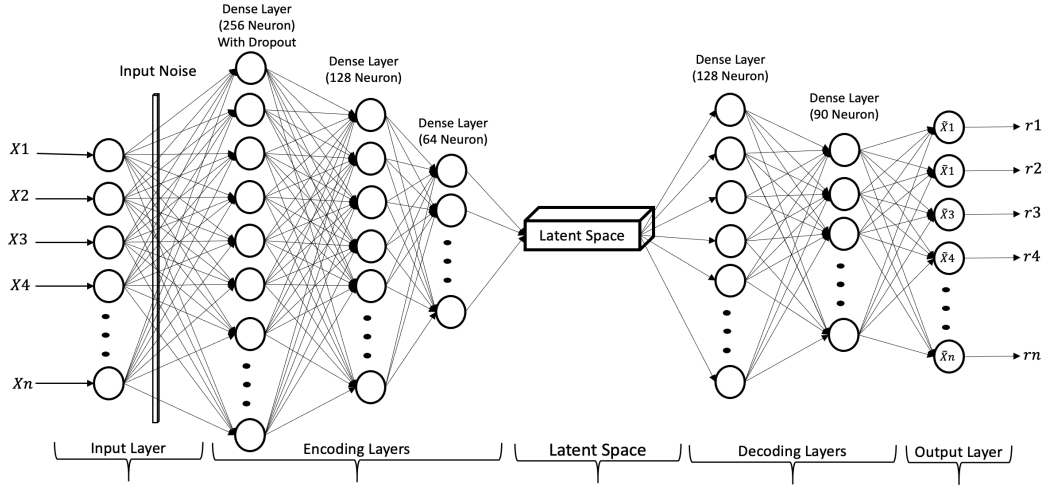 Dense Layer
(256 Neuron)
With Dropout
Input Noise
Dense Layer
(128 Neuron)
Dense Layer
(64 Neuron)
Dense Layer
(128 Neuron)
Dense Layer
(90 Neuron)
X1
X2
X3
X4
Xn
Latent Space
X̃1
X̃1
X̃3
X̃4
X̃n
r1
r2
r3
r4
rn
Input Layer
Encoding Layers
Latent Space
Decoding Layers
Output Layer